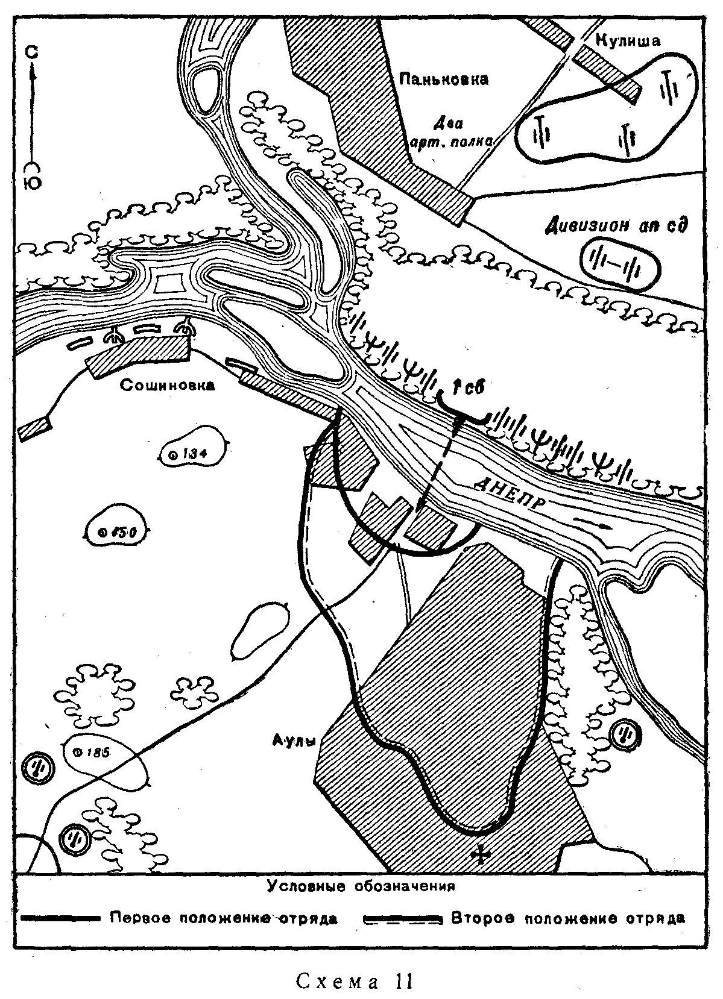 С
Ю
Кулиша
Паньковка
Два
арт. полка
Дивизион ап сд
1 сб
Сошиновка
134
150
ДНЕПР
Аулы
185
Условные обозначения
Первое положение отряда
Второе положение отряда
Схема 11